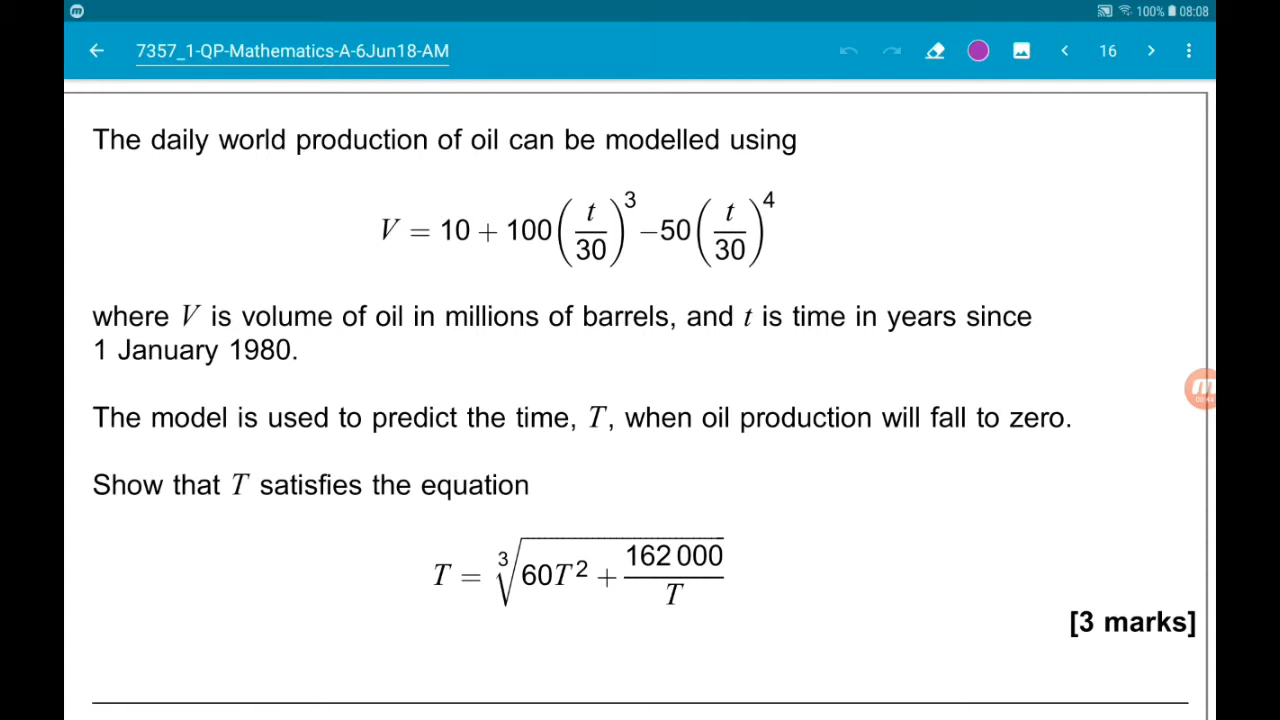 100% 08:08
7357_1-QP-Mathematics-A-6Jun18-AM 16
The daily world production of oil can be modelled using
V = 10 + 100(t/30)^3 −50(t/30)^4
where V is volume of oil in millions of barrels, and t is time in years since
1 January 1980.
The model is used to predict the time, T, when oil production will fall to zero.
Show that T satisfies the equation
T = ∛(60T² + 162 000/T)
[3 marks]